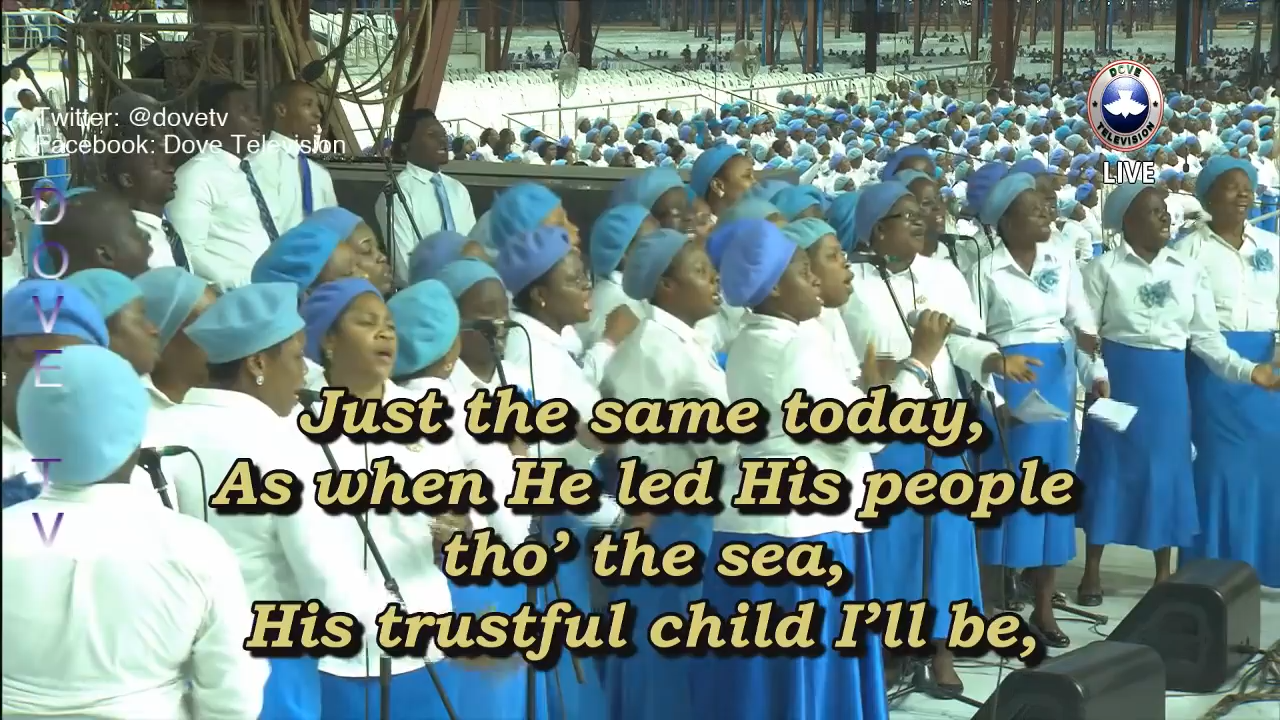 Twitter: @dovetv
Facebook: Dove Television
DOVE
TELEVISION
LIVE
DOVE TV
Just the same today,
As when He led His people
tho’ the sea,
His trustful child I’ll be,